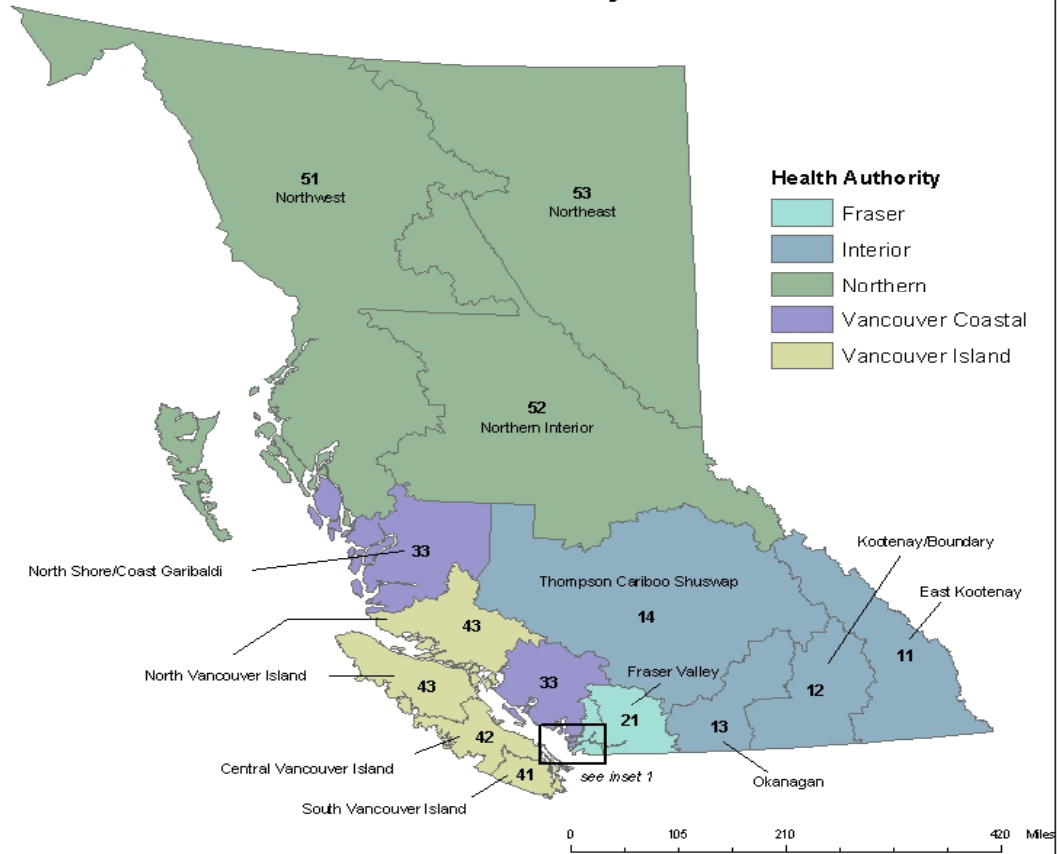 51
Northwest
53
Northeast
Health Authority
Fraser
Interior
Northern
Vancouver Coastal
Vancouver Island
52
Northern Interior
Kootenay/Boundary
33
North Shore/Coast Garibaldi
Thompson Cariboo Shuswap
East Kootenay
14
43
11
North Vancouver Island
Fraser Valley
43
33
12
21
13
42
Central Vancouver Island
41
see inset 1
Okanagan
South Vancouver Island
0 105 210 420 Miles